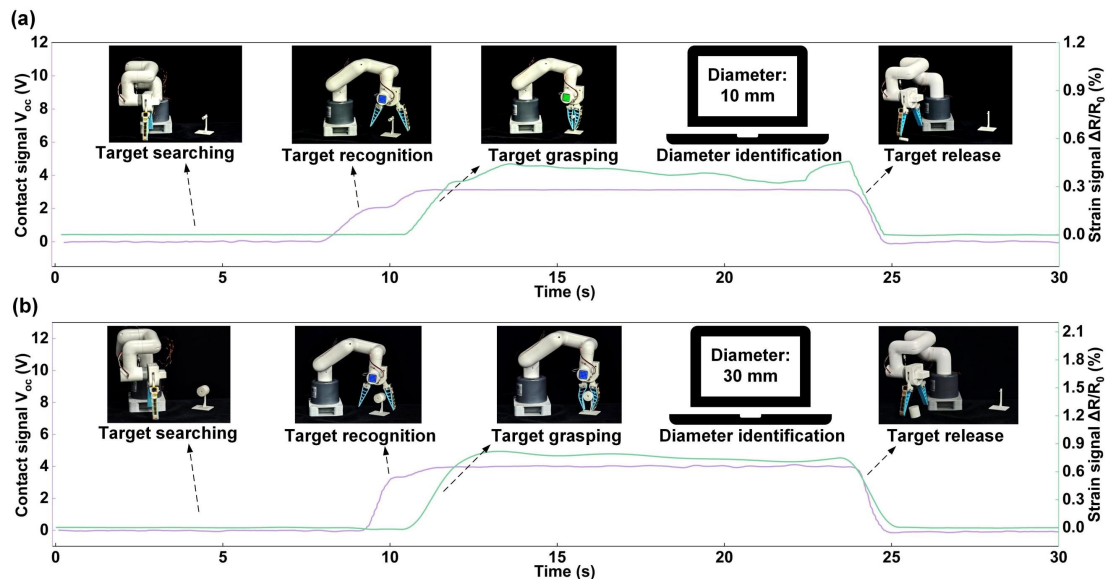 (a)
Contact signal Voc (V)
12
10
8
6
4
2
0
Target searching
Target recognition
Target grasping
Diameter:
10 mm
Diameter identification
Target release
1.2
0.9
0.6
0.3
0.0
Strain signal ΔR/R0 (%)
0 5 10 15 20 25 30
Time (s)
(b)
Contact signal Voc (V)
12
10
8
6
4
2
0
Target searching
Target recognition
Target grasping
Diameter:
30 mm
Diameter identification
Target release
2.1
1.8
1.5
1.2
0.9
0.6
0.3
0.0
Strain signal ΔR/R0 (%)
0 5 10 15 20 25 30
Time (s)